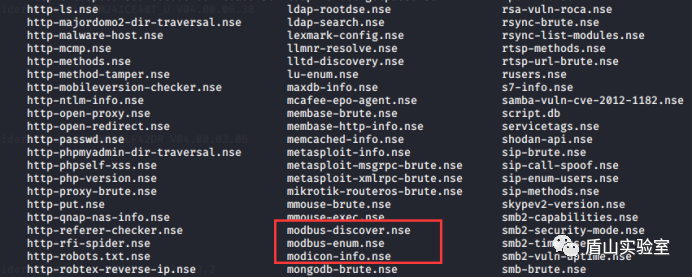 http-ls.nse ldap-rootdse.nse rsa-vuln-roca.nse
http-majordomo2-dir-traversal.nse ldap-search.nse rsync-brute.nse
http-malware-host.nse lexmark-config.nse rsync-list-modules.nse
http-mcmp.nse llmnr-resolve.nse rtsp-methods.nse
http-methods.nse lltd-discovery.nse rtsp-url-brute.nse
http-method-tamper.nse lu-enum.nse rusers.nse
http-mobileversion-checker.nse maxdb-info.nse s7-info.nse
http-ntlm-info.nse mcafee-epo-agent.nse samba-vuln-cve-2012-1182.nse
http-open-proxy.nse membase-brute.nse script.db
http-open-redirect.nse membase-http-info.nse servicetags.nse
http-passwd.nse memcached-info.nse shodan-api.nse
http-phpmyadmin-dir-traversal.nse metasploit-info.nse sip-brute.nse
http-phpself-xss.nse metasploit-msgrpc-brute.nse sip-call-spoof.nse
http-php-version.nse metasploit-xmlrpc-brute.nse sip-enum-users.nse
http-proxy-brute.nse mikrotik-routeros-brute.nse sip-methods.nse
http-put.nse mmouse-brute.nse skypev2-version.nse
http-qnap-nas-info.nse mmouse-exec.nse smb2-capabilities.nse
http-referer-checker.nse modbus-discover.nse smb2-security-mode.nse
http-rfi-spider.nse modbus-enum.nse smb2-time.nse
http-robots.txt.nse modicon-info.nse smb2-vuln-uptime.nse
http-robtex-reverse-ip.nse mongodb-brute.nse smb-brute.nse
盾山实验室